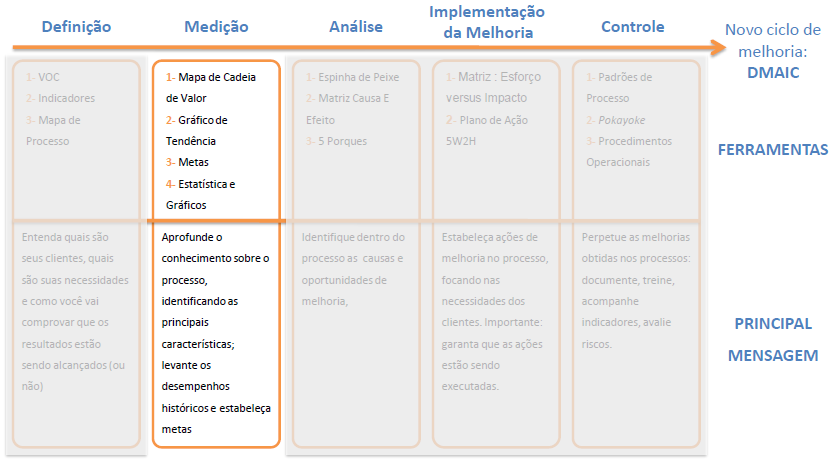 Definição
Medição
Análise
Implementação
da Melhoria
Controle
Novo ciclo de
melhoria:
DMAIC
1- VOC
2- Indicadores
3- Mapa de
Processo
1- Mapa de Cadeia
de Valor
2- Gráfico de
Tendência
3- Metas
4- Estatística e
Gráficos
1- Espinha de Peixe
2- Matriz Causa E
Efeito
3- 5 Porques
1- Matriz : Esforço
versus Impacto
2- Plano de Ação
5W2H
1- Padrões de
Processo
2- Pokayoke
3- Procedimentos
Operacionais
FERRAMENTAS
Entenda quais são
seus clientes, quais
são suas necessidades
e como você vai
comprovar que os
resultados estão
sendo alcançados (ou
não)
Aprofunde o
conhecimento sobre o
processo,
identificando as
principais
características;
levante os
desempenhos
históricos e estabeleça
metas
Identifique dentro do
processo as causas e
oportunidades de
melhoria,
Estabeleça ações de
melhoria no processo,
focando nas
necessidades dos
clientes. Importante:
garanta que as ações
estão sendo
executadas.
Perpetue as melhorias
obtidas nos processos:
documente, treine,
acompanhe
indicadores, avalie
riscos.
PRINCIPAL
MENSAGEM